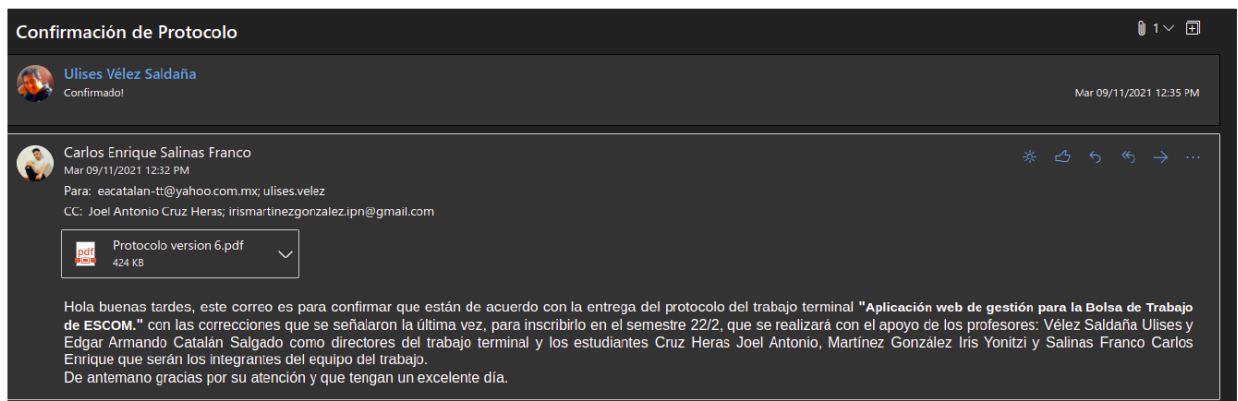 Confirmación de Protocolo
1
Ulises Vélez Saldaña
Confirmado!
Mar 09/11/2021 12:35 PM
Carlos Enrique Salinas Franco
Mar 09/11/2021 12:32 PM
Para: eacatalan-tt@yahoo.com.mx; ulises.velez
CC: Joel Antonio Cruz Heras; irismartinezgonzalez.ipn@gmail.com
pdf
Protocolo version 6.pdf
424 KB
Hola buenas tardes, este correo es para confirmar que están de acuerdo con la entrega del protocolo del trabajo terminal "Aplicación web de gestión para la Bolsa de Trabajo
de ESCOM." con las correcciones que se señalaron la última vez, para inscribirlo en el semestre 22/2, que se realizará con el apoyo de los profesores: Vélez Saldaña Ulises y
Edgar Armando Catalán Salgado como directores del trabajo terminal y los estudiantes Cruz Heras Joel Antonio, Martínez González Iris Yonitzi y Salinas Franco Carlos
Enrique que serán los integrantes del equipo del trabajo.
De antemano gracias por su atención y que tengan un excelente día.